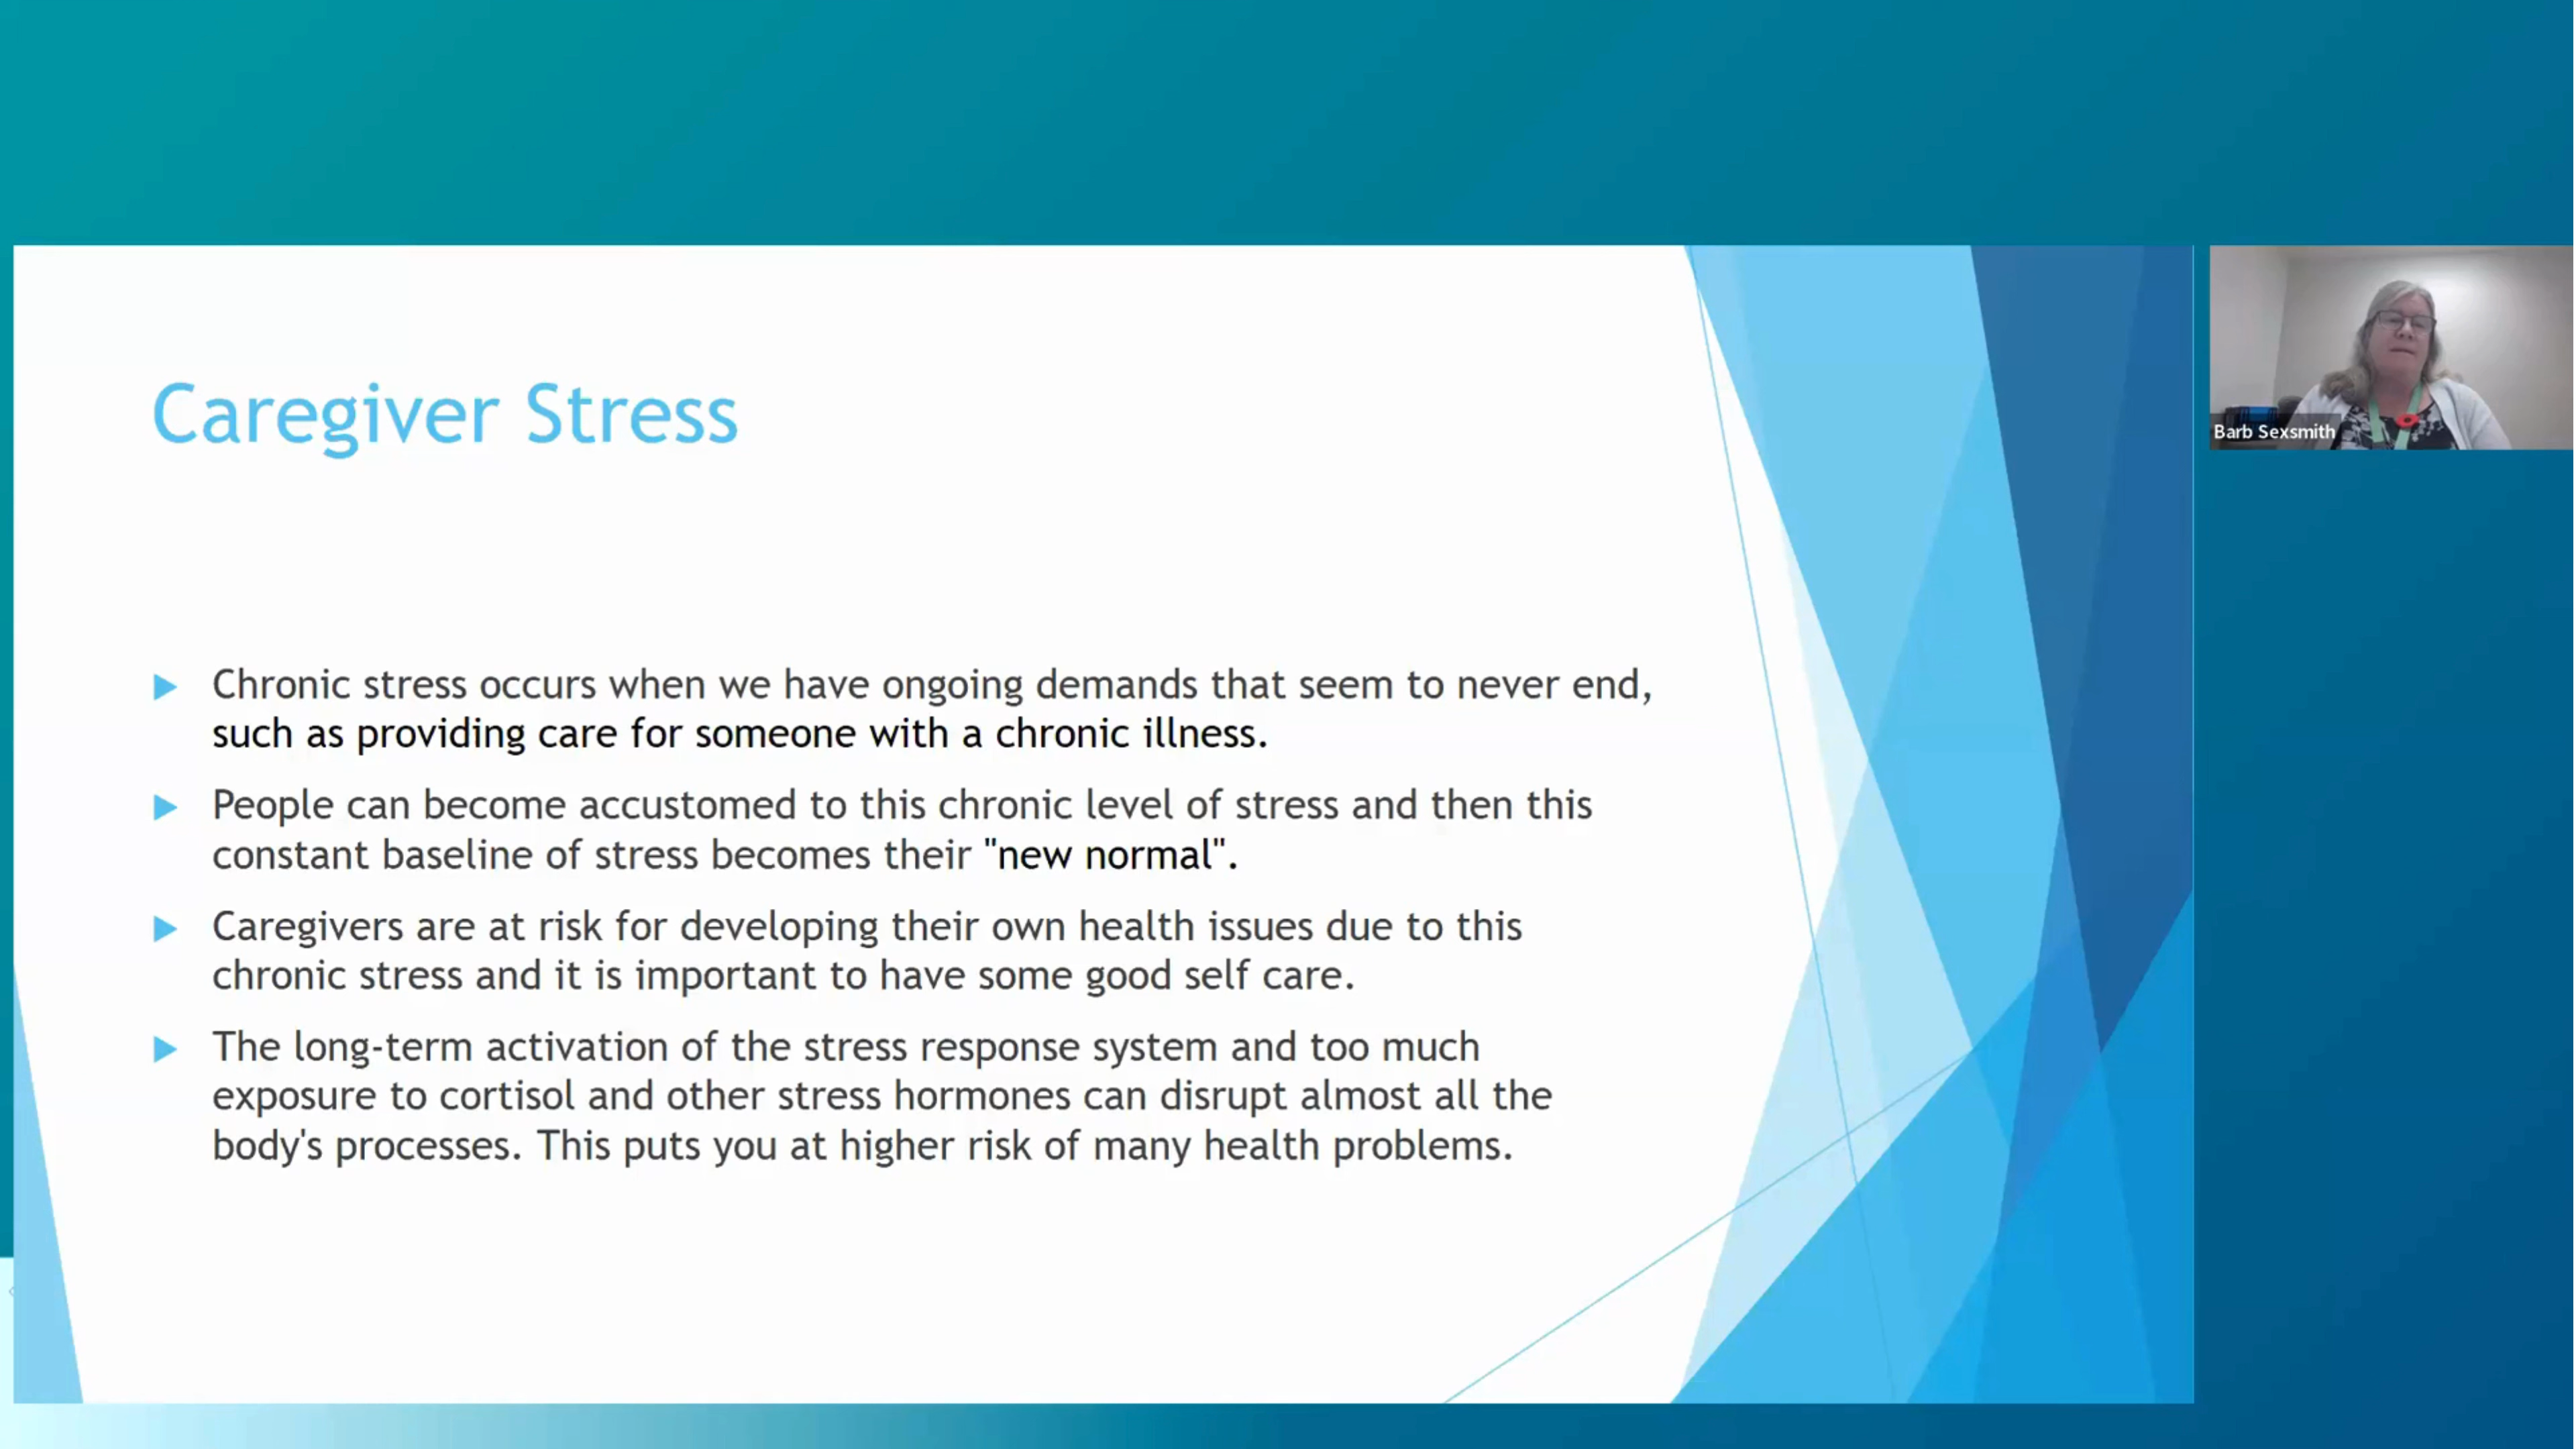 Caregiver Stress
Chronic stress occurs when we have ongoing demands that seem to never end,
such as providing care for someone with a chronic illness.
People can become accustomed to this chronic level of stress and then this
constant baseline of stress becomes their "new normal".
Caregivers are at risk for developing their own health issues due to this
chronic stress and it is important to have some good self care.
The long-term activation of the stress response system and too much
exposure to cortisol and other stress hormones can disrupt almost all the
body's processes. This puts you at higher risk of many health problems.
Barb Sexsmith